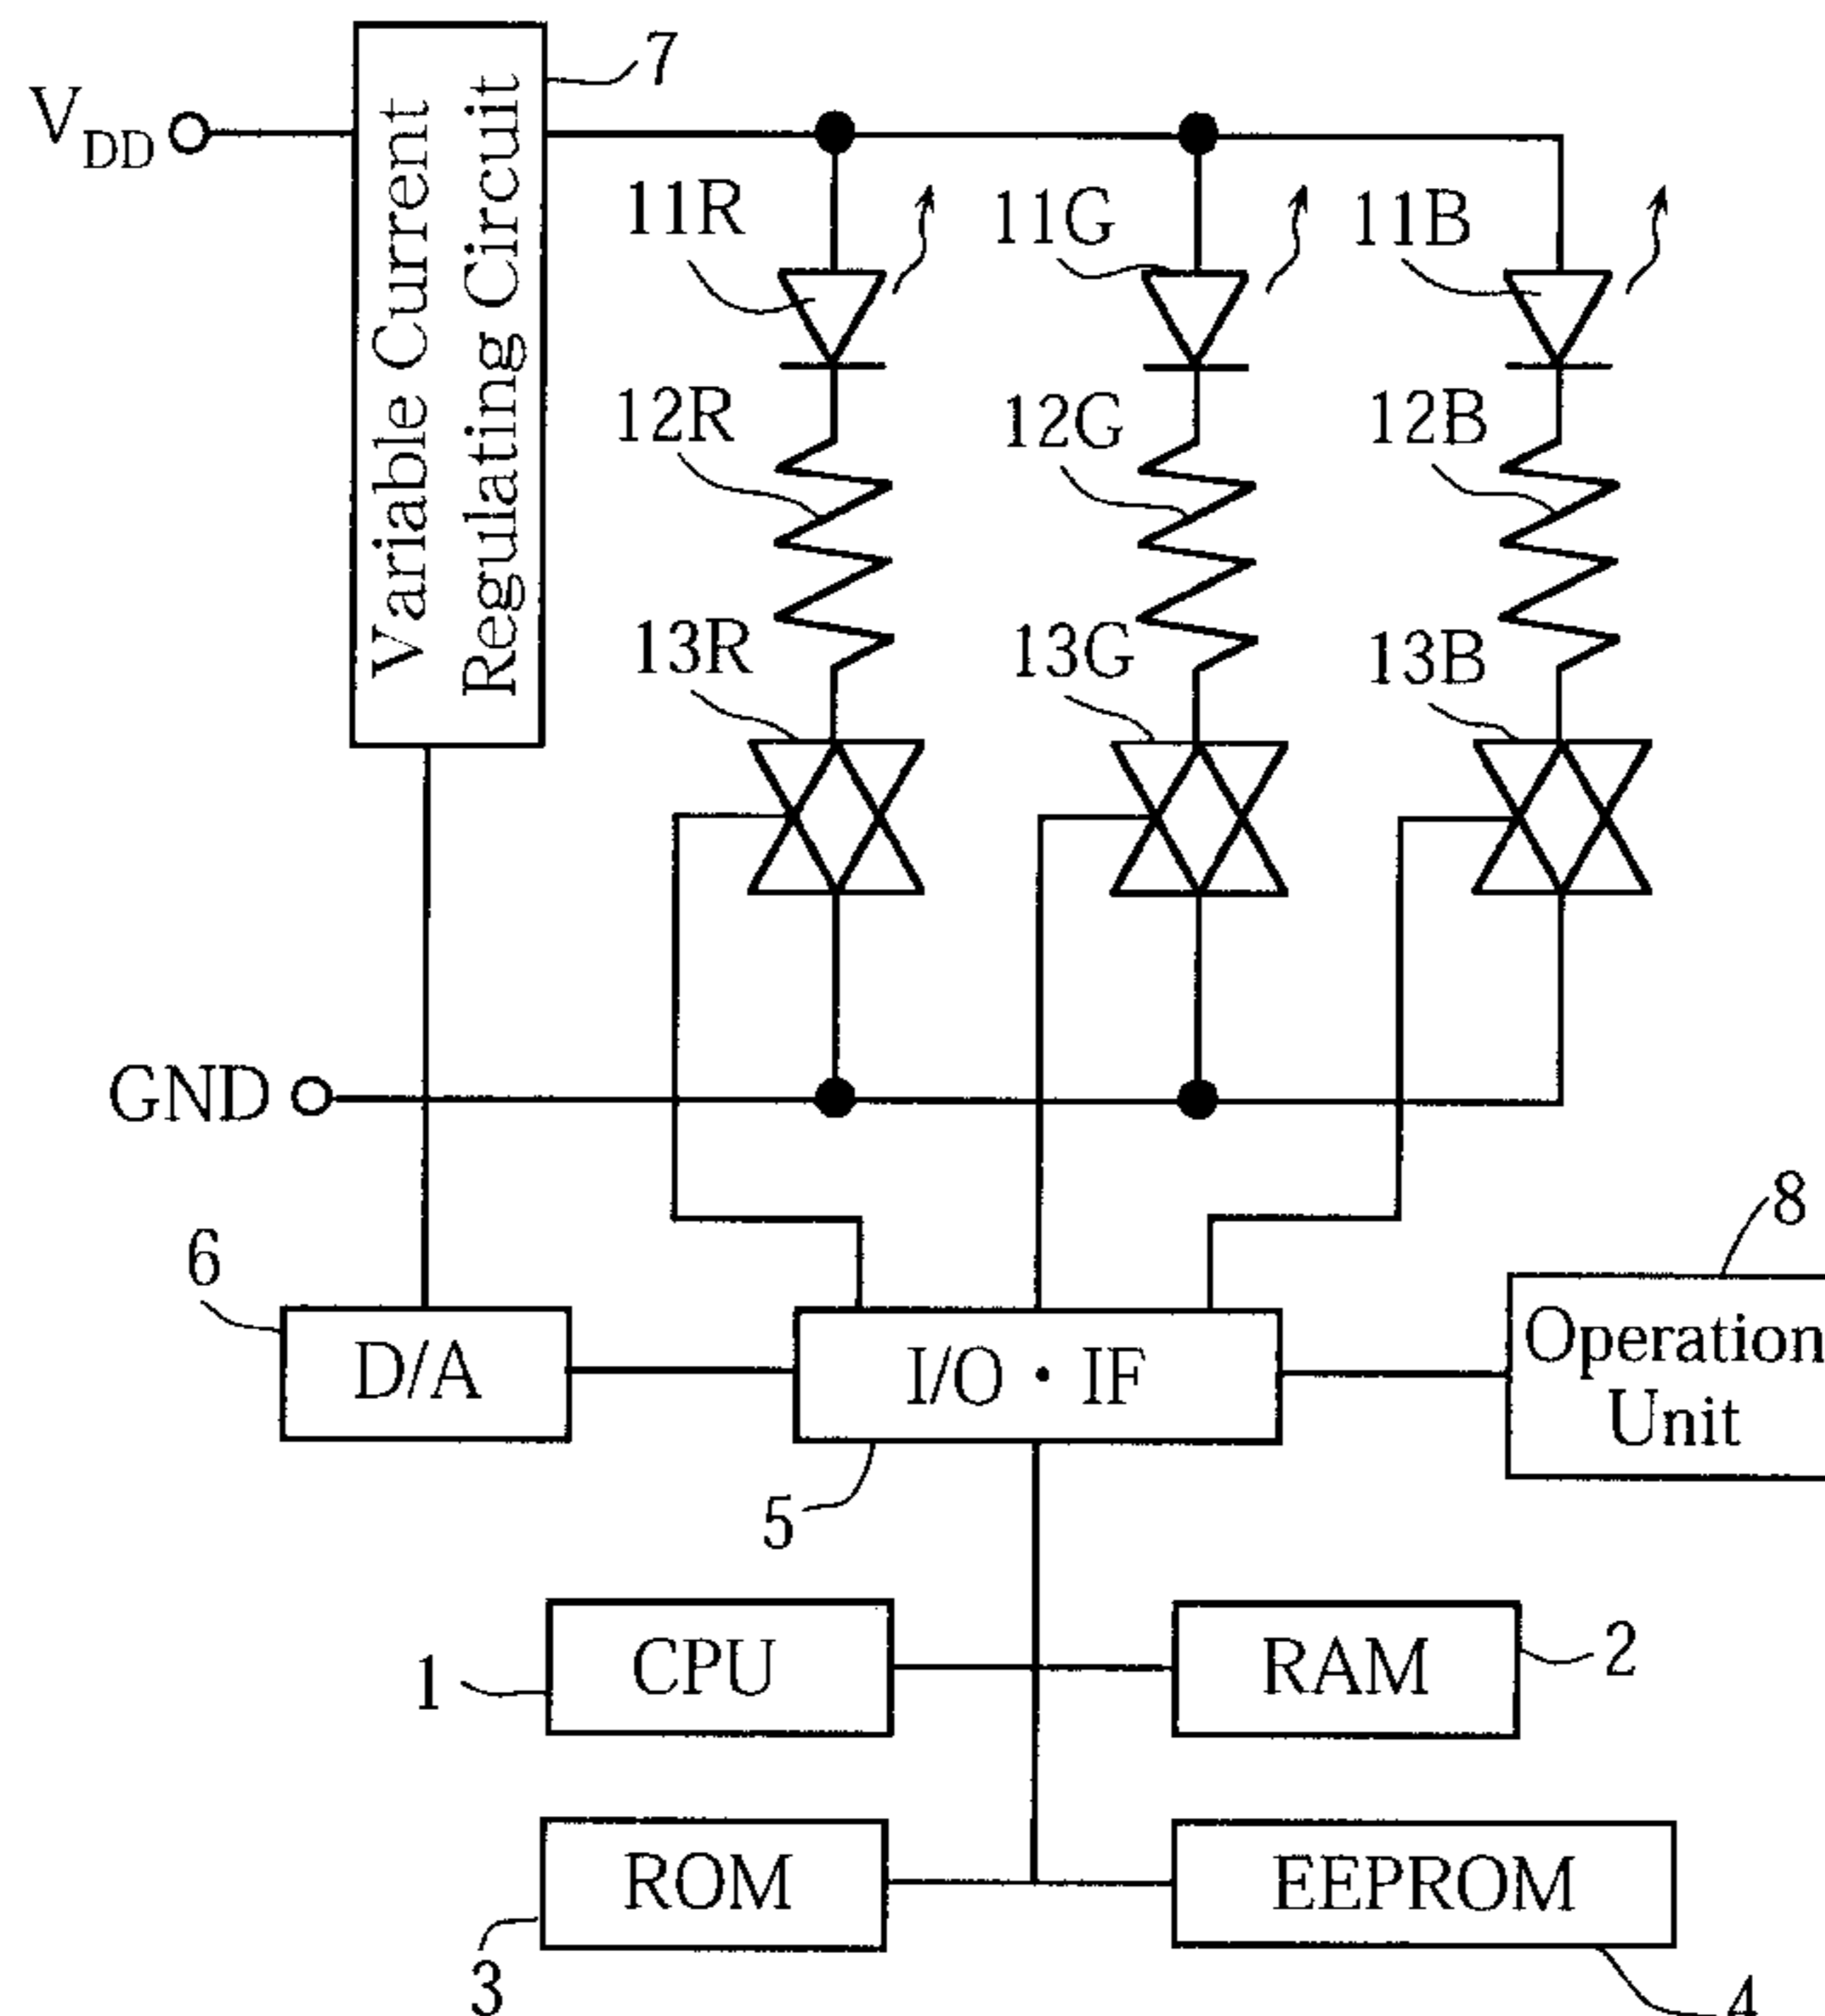 7
V_DD
Variable Current
Regulating Circuit
11R
11G
11B
12R
12G
12B
13R
13G
13B
GND
8
6
Operation
Unit
D/A
I/O・IF
5
CPU
RAM
1
2
ROM
EEPROM
3
4